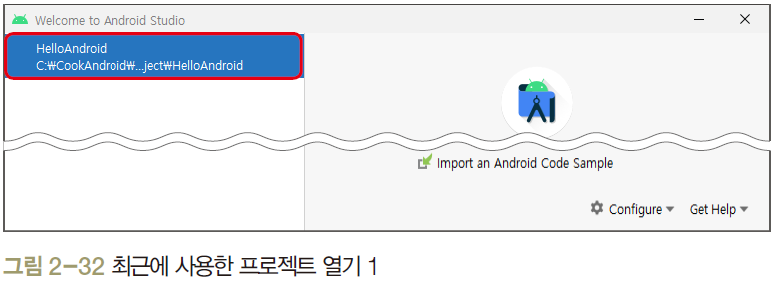 Welcome to Android Studio
HelloAndroid
C:₩CookAndroid₩...ject₩HelloAndroid
Import an Android Code Sample
Configure
Get Help
그림 2-32 최근에 사용한 프로젝트 열기 1